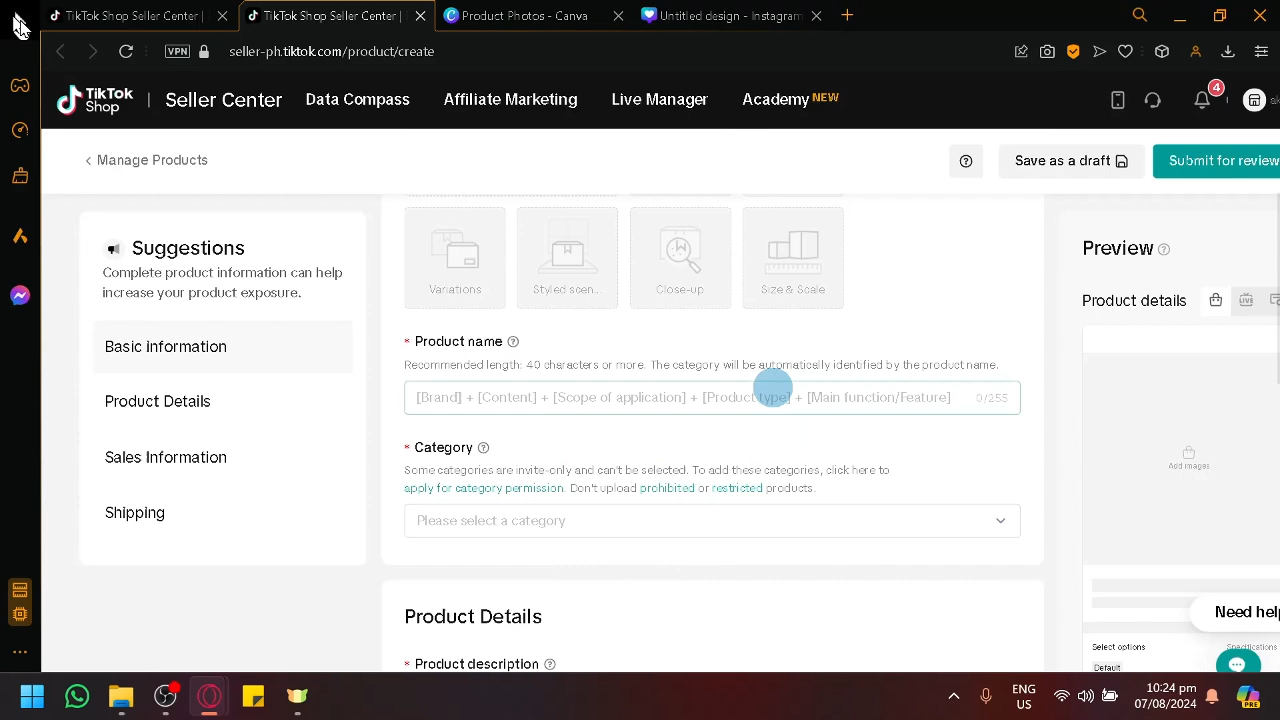 TikTok Shop Seller Center |
TikTok Shop Seller Center |
Product Photos - Canva
Untitled design - Instagram
VPN
seller-ph.tiktok.com/product/create
TikTok Shop | Seller Center
Data Compass
Affiliate Marketing
Live Manager
Academy NEW
4
Manage Products
Save as a draft
Submit for review
Suggestions
Complete product information can help
increase your product exposure.
Basic information
Product Details
Sales Information
Shipping
Variations
Styled scen...
Close-up
Size & Scale
* Product name
Recommended length: 40 characters or more. The category will be automatically identified by the product name.
[Brand] + [Content] + [Scope of application] + [Product type] + [Main function/Feature]
0/255
* Category
Some categories are invite-only and can't be selected. To add these categories, click here to
apply for category permission. Don't upload prohibited or restricted products.
Please select a category
Product Details
* Product description
Preview
Product details
LIVE
Add images
Need help
Select options
Specifications
Default
ENG
US
10:24 pm
07/08/2024
PRE